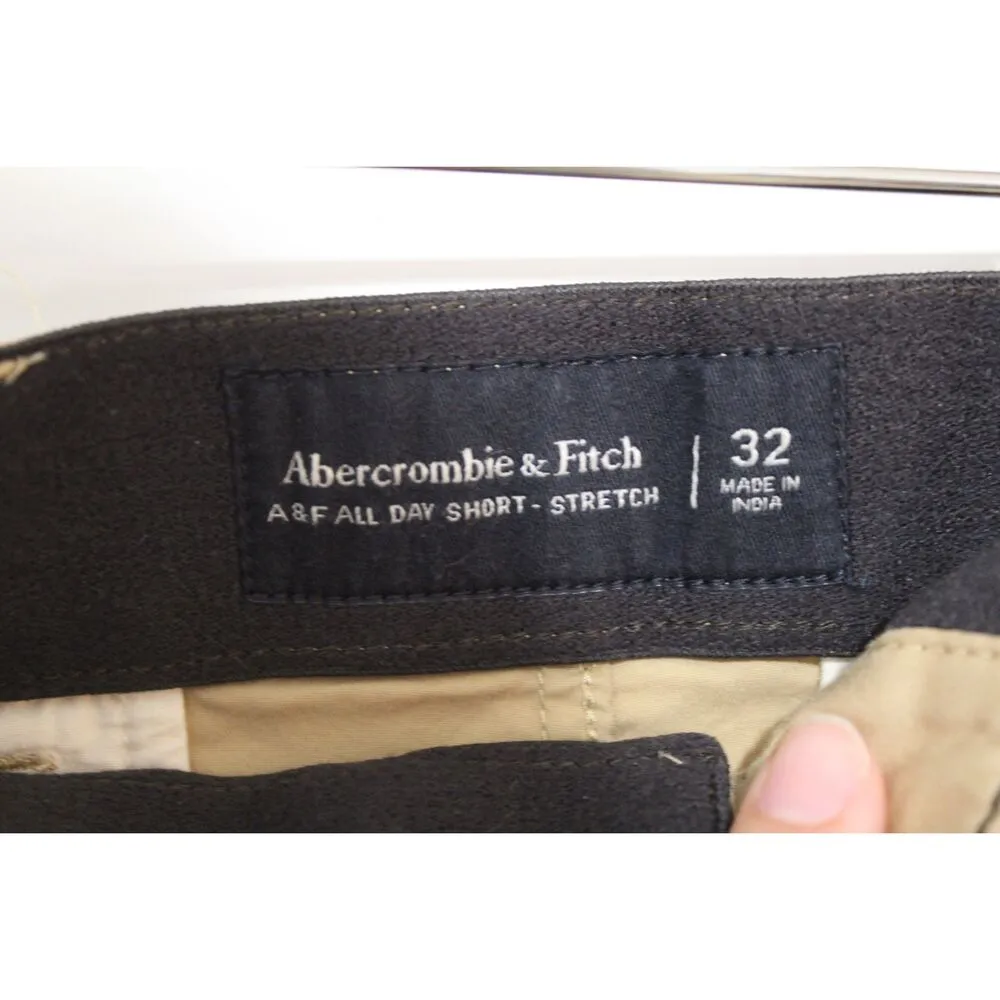 Abercrombie & Fitch
A&F ALL DAY SHORT - STRETCH
32
MADE IN
INDIA